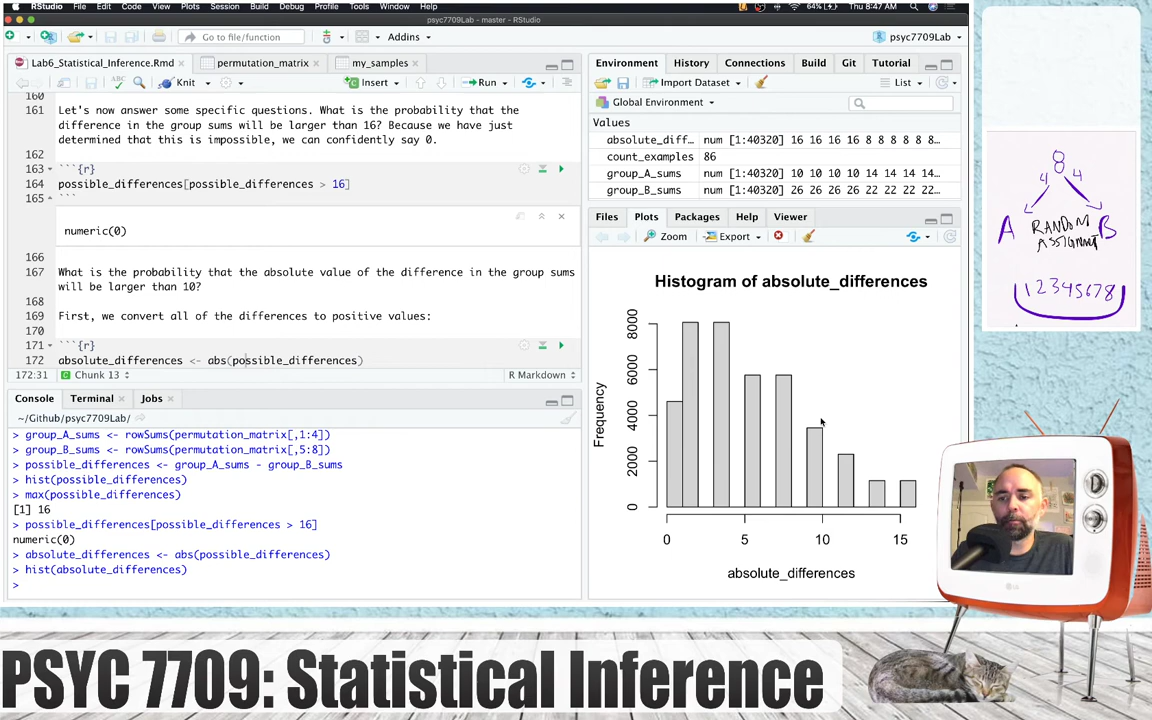 RStudio File Edit Code View Plots Session Build Debug Profile Tools Window Help 64% Thu 8:47 AM
psyc7709Lab - master - RStudio
Go to file/function Addins psyc7709Lab
Lab6_Statistical_Inference.Rmd permutation_matrix my_samples
Knit Insert Run
160
161 Let's now answer some specific questions. What is the probability that the
difference in the group sums will be larger than 16? Because we have just
determined that this is impossible, we can confidently say 0.
162
163 ```{r}
164 possible_differences[possible_differences > 16]
165 ```
numeric(0)
166
167 What is the probability that the absolute value of the difference in the group sums
will be larger than 10?
168
169 First, we convert all of the differences to positive values:
170
171 ```{r}
172 absolute_differences <- abs(possible_differences)
172:31 Chunk 13 R Markdown
Console Terminal Jobs
~/Github/psyc7709Lab/
> group_A_sums <- rowSums(permutation_matrix[,1:4])
> group_B_sums <- rowSums(permutation_matrix[,5:8])
> possible_differences <- group_A_sums - group_B_sums
> hist(possible_differences)
> max(possible_differences)
[1] 16
> possible_differences[possible_differences > 16]
numeric(0)
> absolute_differences <- abs(possible_differences)
> hist(absolute_differences)
>
Environment History Connections Build Git Tutorial
Import Dataset List
Global Environment
Values
absolute_diff… num [1:40320] 16 16 16 16 8 8 8 8 8…
count_examples 86
group_A_sums num [1:40320] 10 10 10 10 14 14 14 14…
group_B_sums num [1:40320] 26 26 26 26 22 22 22 22…
Files Plots Packages Help Viewer
Zoom Export
Histogram of absolute_differences
Frequency
8000
6000
4000
2000
0
0 5 10 15
absolute_differences
8
4 4
A RANDOM B
ASSIGNMENT
12345678
LG
PSYC 7709: Statistical Inference